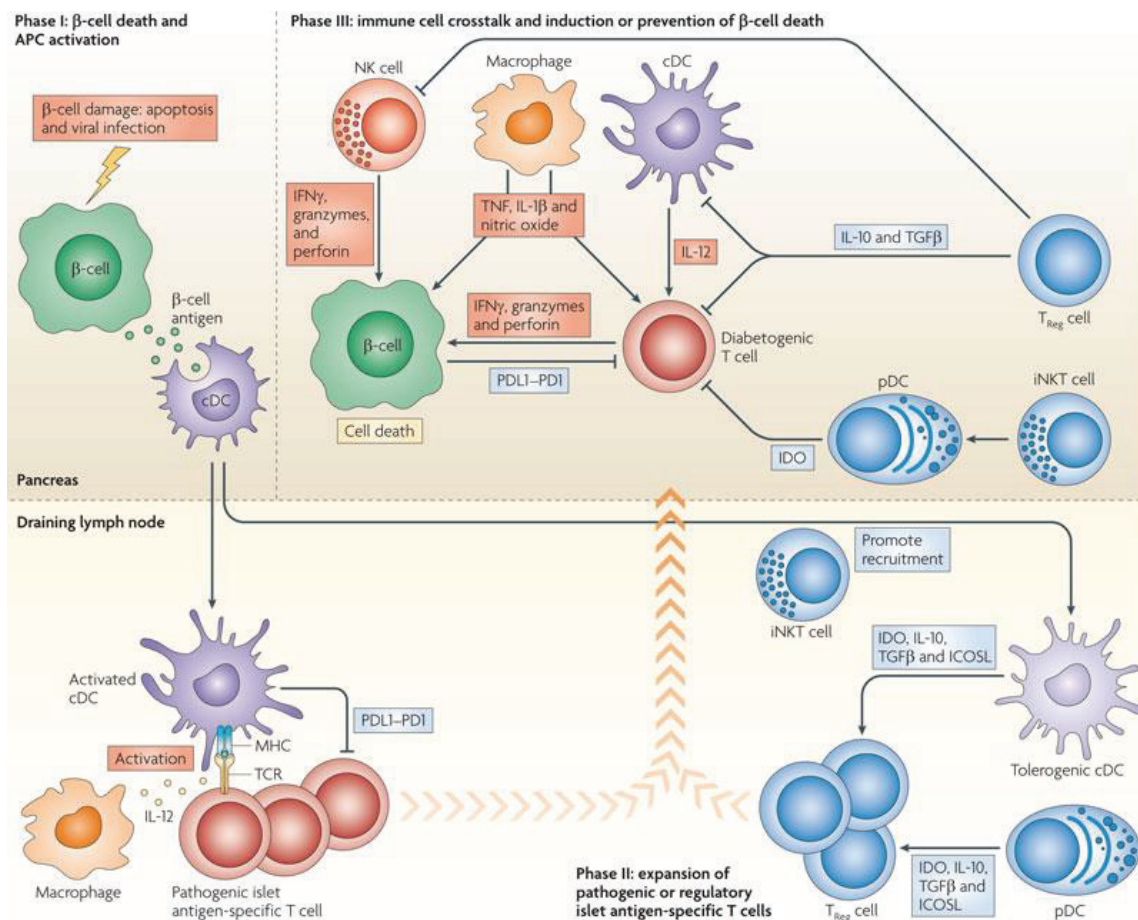 Phase I: β-cell death and
APC activation
β-cell damage: apoptosis
and viral infection
β-cell
β-cell
antigen
cDC
Pancreas
Phase III: immune cell crosstalk and induction or prevention of β-cell death
NK cell
Macrophage
cDC
IFNγ,
granzymes,
and
perforin
TNF, IL-1β and
nitric oxide
IL-12
IL-10 and TGFβ
TReg cell
IFNγ, granzymes
and perforin
β-cell
PDL1–PD1
Diabetogenic
T cell
Cell death
pDC
iNKT cell
IDO
Draining lymph node
Promote
recruitment
iNKT cell
IDO, IL-10,
TGFβ and ICOSL
Tolerogenic cDC
Activated
cDC
PDL1–PD1
MHC
Activation
TCR
IL-12
Macrophage
Pathogenic islet
antigen-specific T cell
Phase II: expansion of
pathogenic or regulatory
islet antigen-specific T cells
TReg cell
IDO, IL-10,
TGFβ and
ICOSL
pDC